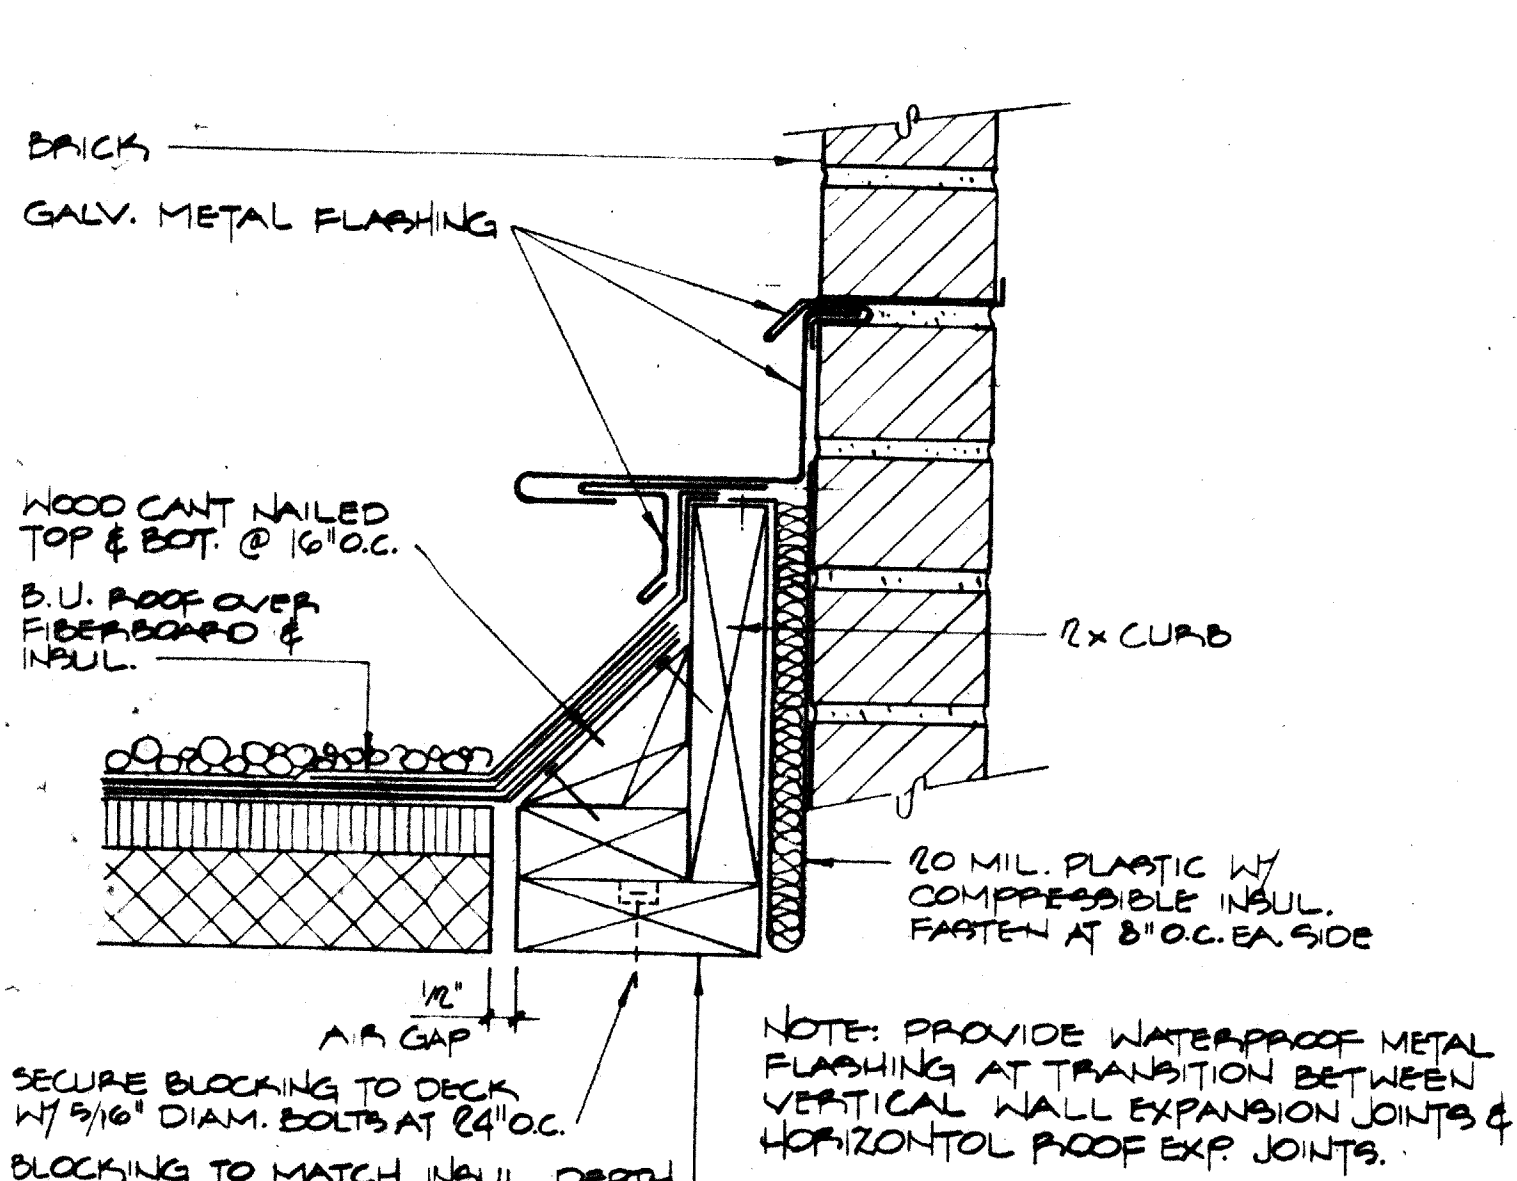 BRICK
GALV. METAL FLASHING
WOOD CANT NAILED
TOP & BOT. @ 16" O.C.
B.U. ROOF OVER
FIBERBOARD &
INSUL.
2x CURB
20 MIL. PLASTIC W/
COMPRESSIBLE INSUL.
FASTEN AT 8" O.C. EA. SIDE
1/2"
AIR GAP
SECURE BLOCKING TO DECK
W/ 5/16" DIAM. BOLTS AT 24" O.C.
BLOCKING TO MATCH INSUL. DEPTH
NOTE: PROVIDE WATERPROOF METAL
FLASHING AT TRANSITION BETWEEN
VERTICAL WALL EXPANSION JOINTS &
HORIZONTOL ROOF EXP. JOINTS.